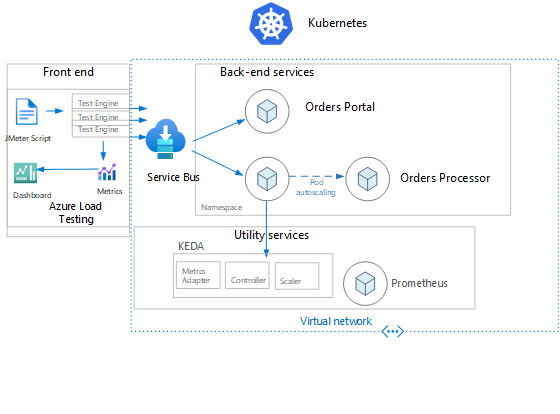 Kubernetes
Front end
Back-end services
Test Engine
Test Engine
Test Engine
JMeter Script
Orders Portal
Service Bus
Pod
autoscaling
Orders Processor
Dashboard
Metrics
Azure Load
Testing
Namespace
Utility services
KEDA
Metrcs
Adapter
Controller
Scaler
Prometheus
Virtual network